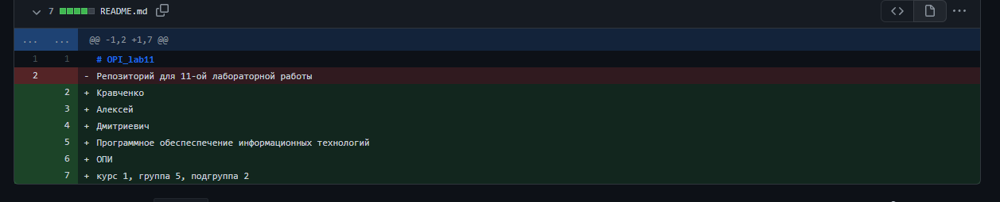 7 README.md
... ... @@ -1,2 +1,7 @@
1 1 # OPI_lab11
2 - Репозиторий для 11-ой лабораторной работы
2 + Кравченко
3 + Алексей
4 + Дмитриевич
5 + Программное обеспеспечение информационных технологий
6 + ОПИ
7 + курс 1, группа 5, подгруппа 2